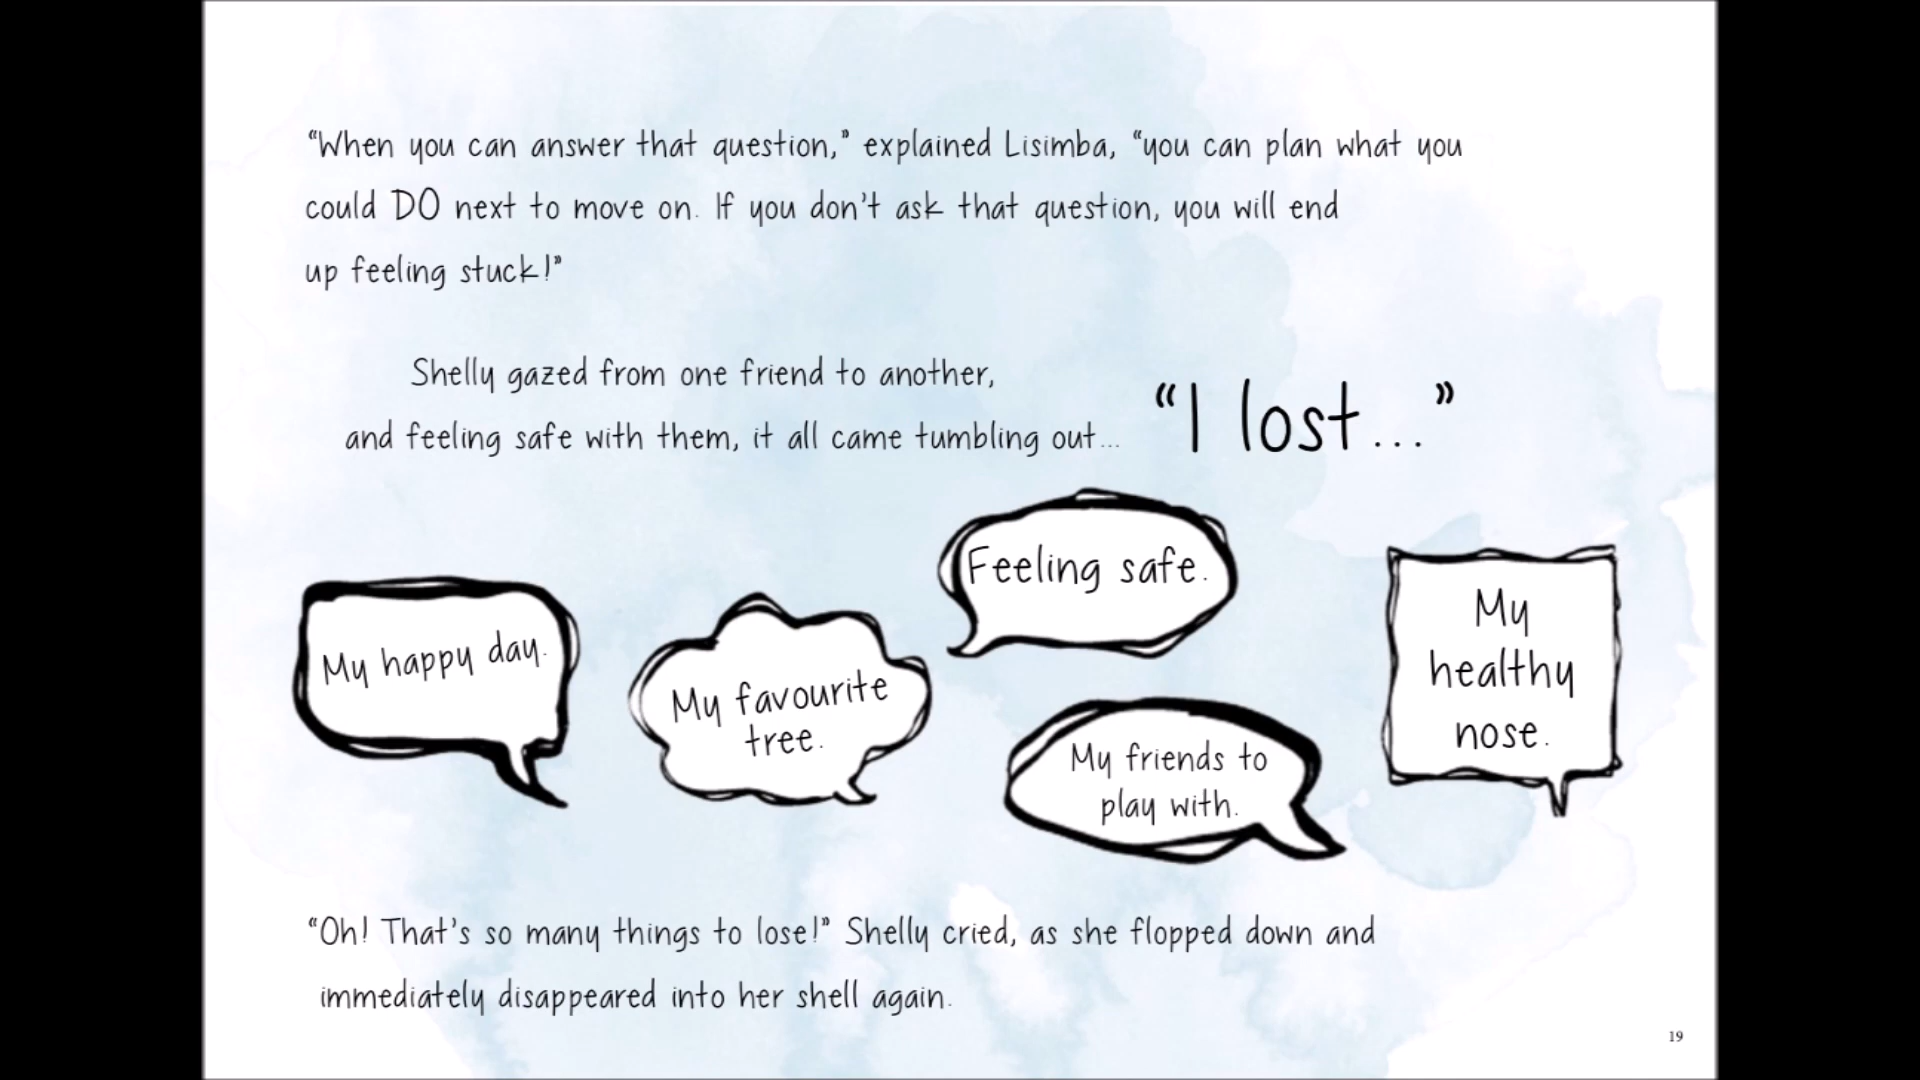 “When you can answer that question,” explained Lisimba, “you can plan what you
could DO next to move on. If you don't ask that question, you will end
up feeling stuck!”
Shelly gazed from one friend to another,
and feeling safe with them, it all came tumbling out...
“I lost...”
My happy day.
My favourite
tree.
Feeling safe.
My friends to
play with.
My
healthy
nose.
“Oh! That's so many things to lose!” Shelly cried, as she flopped down and
immediately disappeared into her shell again.
19